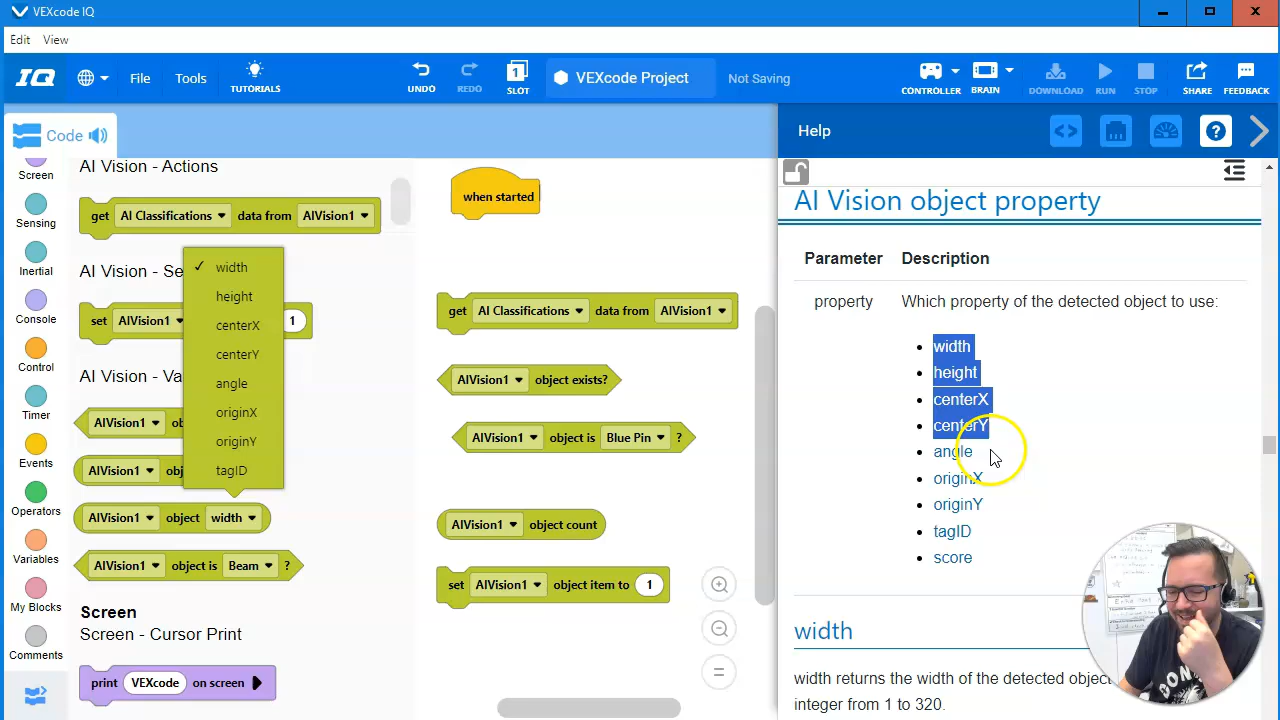 VEXcode IQ
Edit View
IQ File Tools TUTORIALS UNDO REDO 1 SLOT VEXcode Project Not Saving CONTROLLER BRAIN DOWNLOAD RUN STOP SHARE FEEDBACK
Code
Screen
Sensing
Inertial
Console
Control
Timer
Events
Operators
Variables
My Blocks
Comments
AI Vision - Actions
get AI Classifications data from AIVision1
AI Vision - Se
set AIVision1 1
AI Vision - Va
AIVision1 ob
AIVision1 obj
AIVision1 object width
AIVision1 object is Beam ?
Screen
Screen - Cursor Print
print VEXcode on screen
✓ width
height
centerX
centerY
angle
originX
originY
tagID
when started
get AI Classifications data from AIVision1
AIVision1 object exists?
AIVision1 object is Blue Pin ?
AIVision1 object count
set AIVision1 object item to 1
Help
AI Vision object property
Parameter Description
property Which property of the detected object to use:
width
height
centerX
centerY
angle
originX
originY
tagID
score
width
width returns the width of the detected object
integer from 1 to 320.